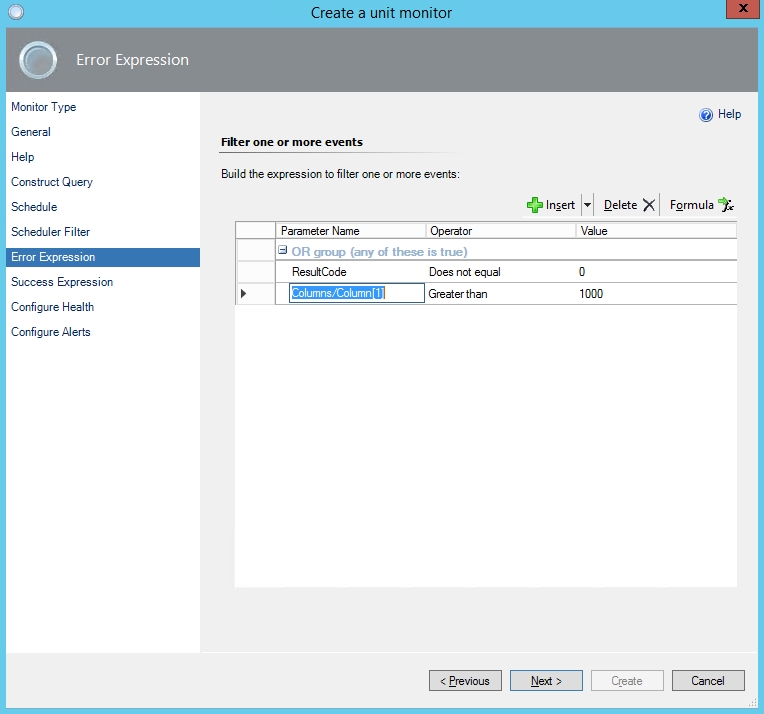 Create a unit monitor
x
Error Expression
Monitor Type
General
Help
Construct Query
Schedule
Scheduler Filter
Error Expression
Success Expression
Configure Health
Configure Alerts
Help
Filter one or more events
Build the expression to filter one or more events:
Insert Delete Formula
Parameter Name Operator Value
OR group (any of these is true)
ResultCode Does not equal 0
Columns/Column[1] Greater than 1000
< Previous Next > Create Cancel